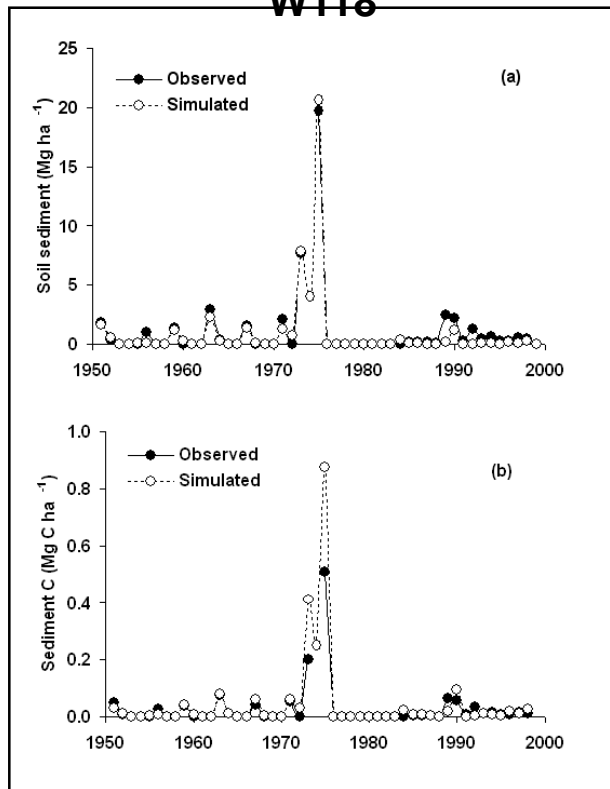 W118
25
20
15
10
5
0
Soil sediment (Mg ha -1)
Observed
Simulated
(a)
1950 1960 1970 1980 1990 2000
1.0
0.8
0.6
0.4
0.2
0.0
Sediment C (Mg C ha -1)
Observed
Simulated
(b)
1950 1960 1970 1980 1990 2000